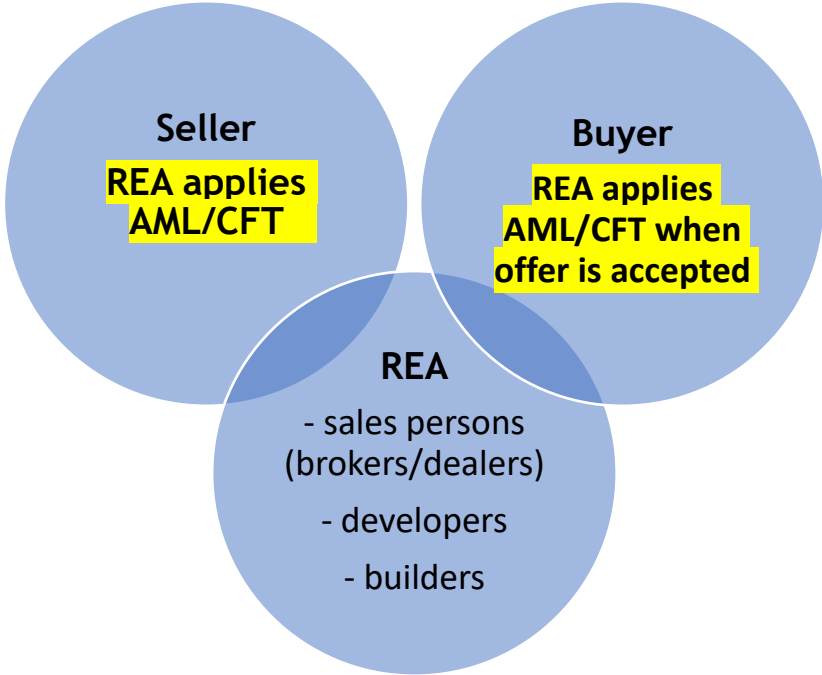 Seller
REA applies
AML/CFT
Buyer
REA applies
AML/CFT when
offer is accepted
REA
- sales persons
(brokers/dealers)
- developers
- builders